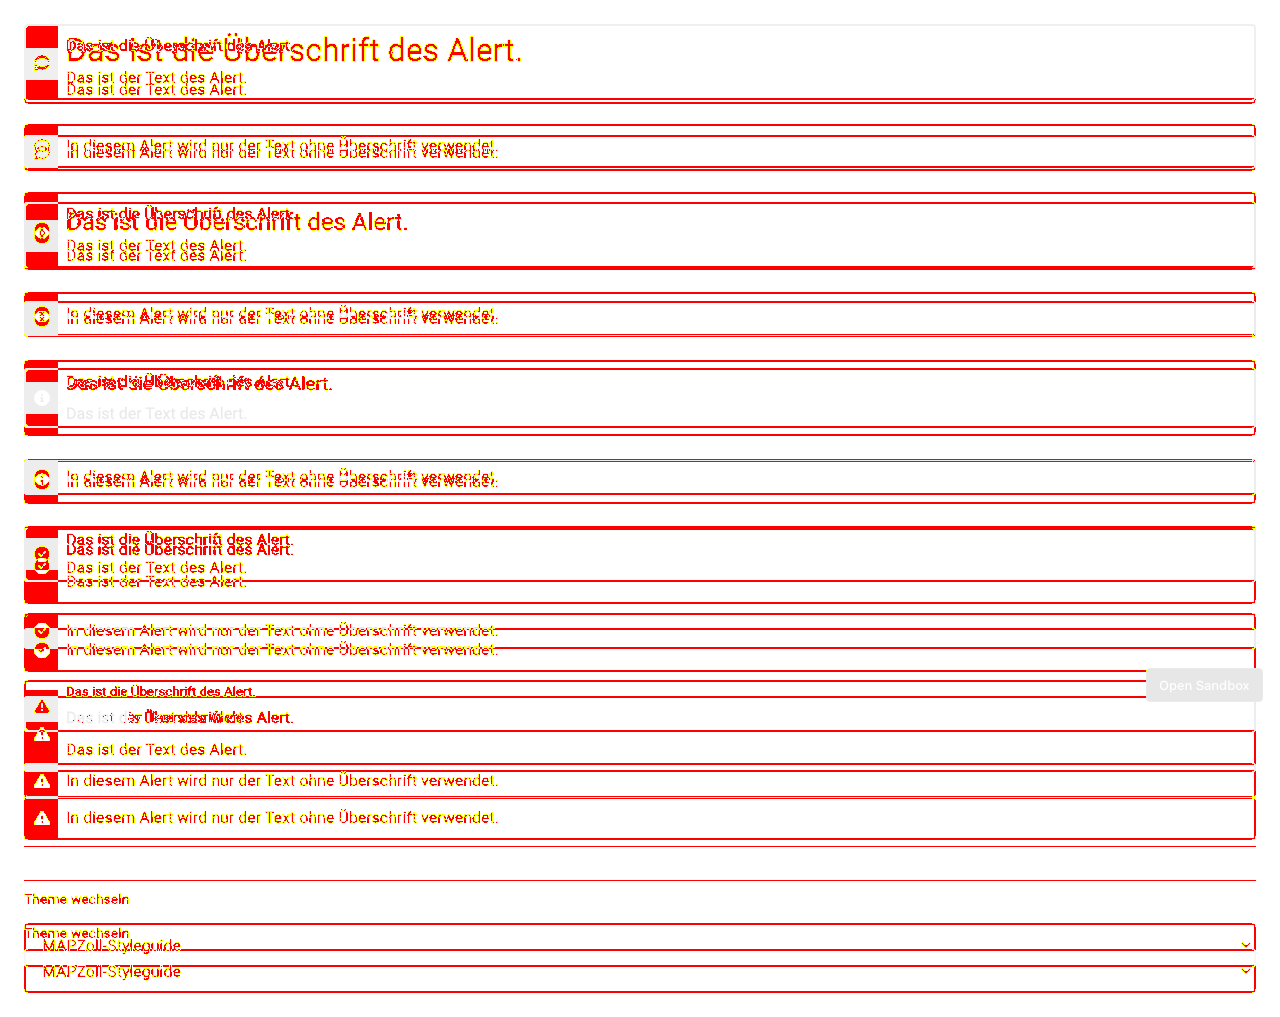 Das ist die Überschrift des Alert.
Das ist die Überschrift des Alert.
Das ist der Text des Alert.
Das ist der Text des Alert.
In diesem Alert wird nur der Text ohne Überschrift verwendet.
In diesem Alert wird nur der Text ohne Überschrift verwendet.
Das ist die Überschrift des Alert.
Das ist die Überschrift des Alert.
Das ist der Text des Alert.
Das ist der Text des Alert.
In diesem Alert wird nur der Text ohne Überschrift verwendet.
In diesem Alert wird nur der Text ohne Überschrift verwendet.
Das ist die Überschrift des Alert.
Das ist die Überschrift des Alert.
Das ist der Text des Alert.
In diesem Alert wird nur der Text ohne Überschrift verwendet.
In diesem Alert wird nur der Text ohne Überschrift verwendet.
Das ist die Überschrift des Alert.
Das ist die Überschrift des Alert.
Das ist der Text des Alert.
Das ist der Text des Alert.
In diesem Alert wird nur der Text ohne Überschrift verwendet.
In diesem Alert wird nur der Text ohne Überschrift verwendet.
Open Sandbox
Das ist die Überschrift des Alert.
Das ist die Überschrift des Alert.
Das ist der Text des Alert.
In diesem Alert wird nur der Text ohne Überschrift verwendet.
In diesem Alert wird nur der Text ohne Überschrift verwendet.
Theme wechseln
Theme wechseln
MAPZoll-Styleguide
MAPZoll-Styleguide